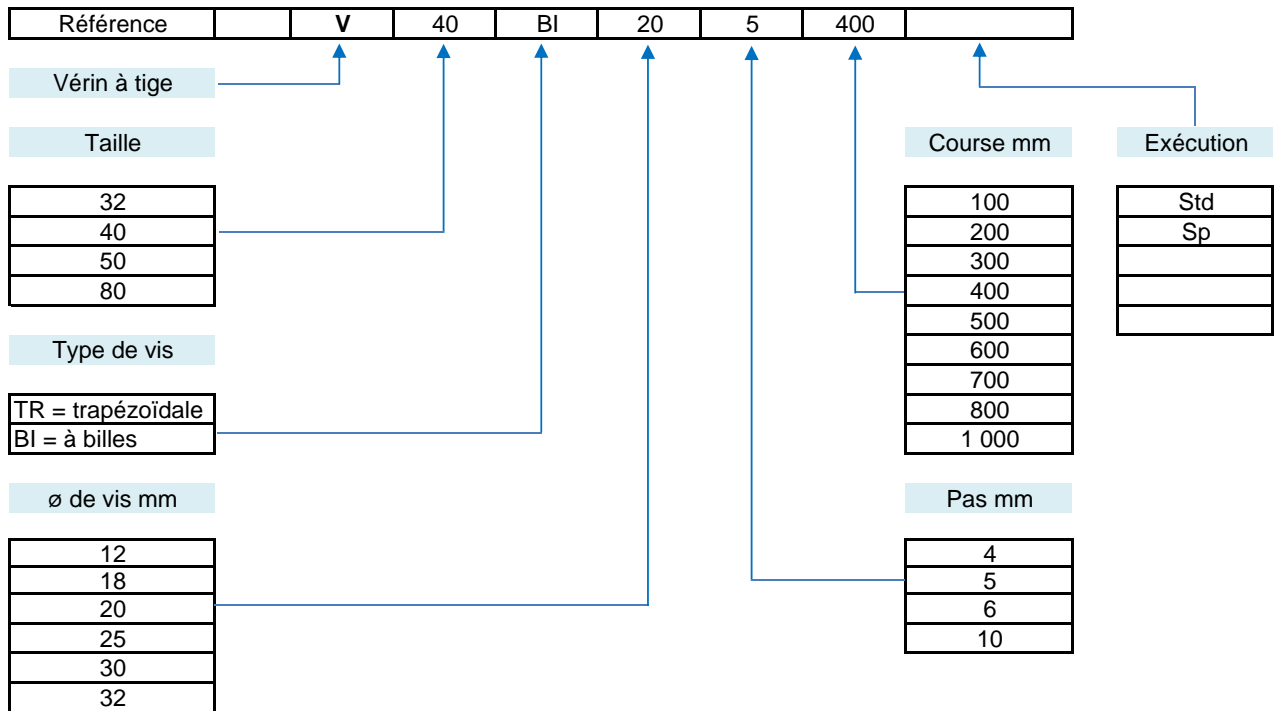 Référence V 40 BI 20 5 400
Vérin à tige
Taille
32
40
50
80
Type de vis
TR = trapézoïdale
BI = à billes
ø de vis mm
12
18
20
25
30
32
Course mm
100
200
300
400
500
600
700
800
1 000
Pas mm
4
5
6
10
Exécution
Std
Sp